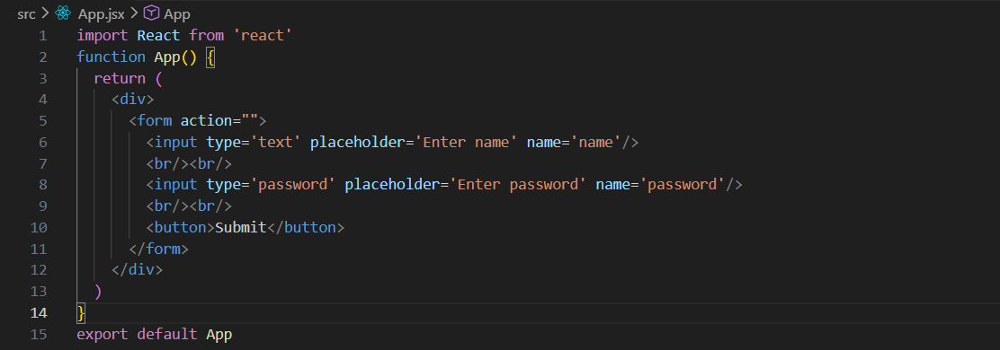 src > App.jsx > App
1 import React from 'react'
2 function App() {
3   return (
4     <div>
5       <form action="">
6         <input type='text' placeholder='Enter name' name='name'/>
7         <br/><br/>
8         <input type='password' placeholder='Enter password' name='password'/>
9         <br/><br/>
10         <button>Submit</button>
11       </form>
12     </div>
13   )
14 }
15 export default App